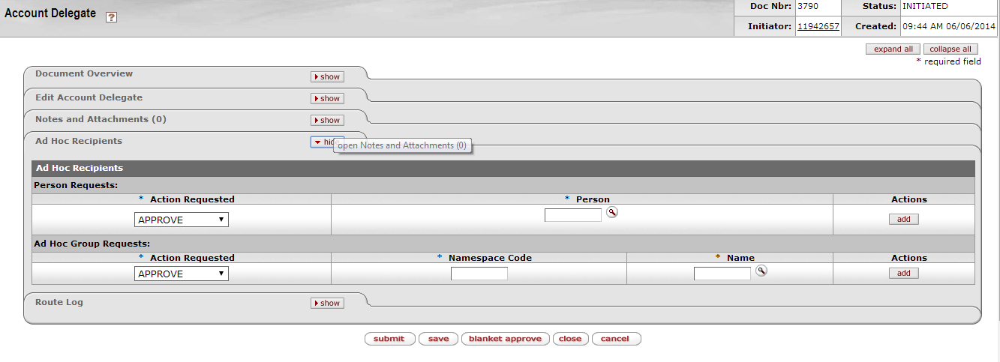 Account Delegate ?
Doc Nbr: 3790 Status: INITIATED
Initiator: 11942657 Created: 09:44 AM 06/06/2014
expand all collapse all
* required field
Document Overview show
Edit Account Delegate show
Notes and Attachments (0) show
Ad Hoc Recipients hide
open Notes and Attachments (0)
Ad Hoc Recipients
Person Requests:
* Action Requested * Person Actions
APPROVE add
Ad Hoc Group Requests:
* Action Requested * Namespace Code * Name Actions
APPROVE add
Route Log show
submit save blanket approve close cancel